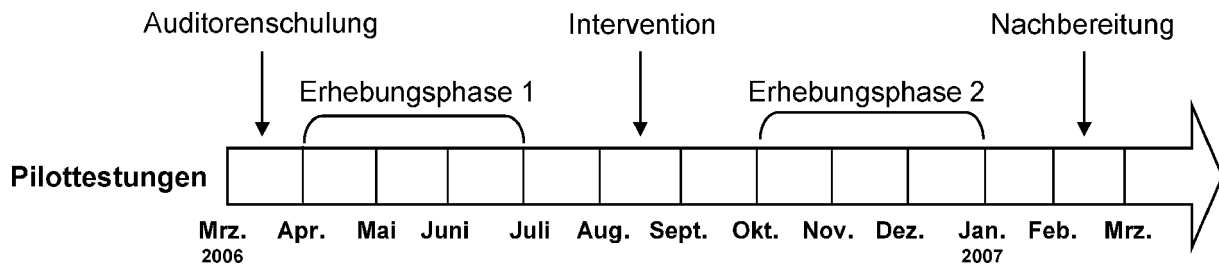 Auditorenschulung Intervention Nachbereitung
Erhebungsphase 1 Erhebungsphase 2
Pilottestungen
Mrz. Apr. Mai Juni Juli Aug. Sept. Okt. Nov. Dez. Jan. Feb. Mrz.
2006 2007